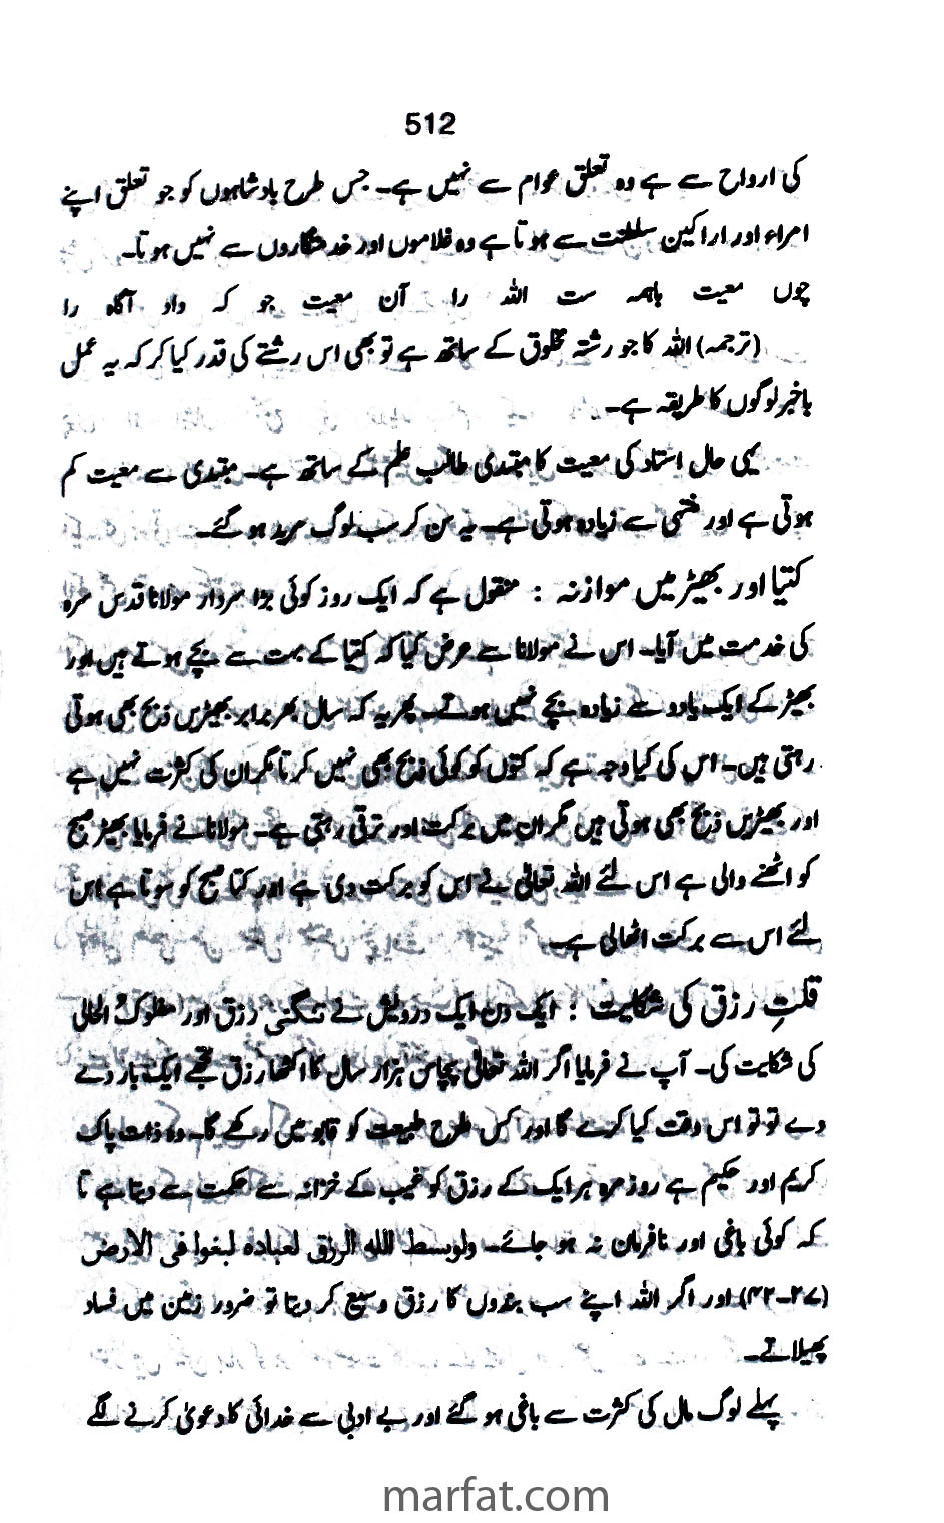 512
کی ارواح سے ہے وہ تعلق عوام سے نہیں ہے۔ جس طرح بادشاہوں کو جو تعلق اپنے
امراء اور اراکین سلطنت سے ہوتا ہے وہ غلاموں اور خدمتگاروں سے نہیں ہوتا۔
چوں معیت باہمہ ست اللہ را آن معیت جو کہ داد آگاہ را
(ترجمہ) اللہ کا جو رشتہ مخلوق کے ساتھ ہے تو بھی اس رشتے کی قدر کیا کر کہ یہ عمل
باخبر لوگوں کا طریقہ ہے۔
یہی حال استاد کی معیت کا مبتدی طالب علم کے ساتھ ہے۔ مبتدی سے معیت کم
ہوتی ہے اور منتہی سے زیادہ ہوتی ہے۔ یہ سن کر سب لوگ مرید ہو گئے۔
کتیا اور بھیڑ میں موازنہ : منقول ہے کہ ایک روز کوئی بڑا سردار مولانا قدس سرہ
کی خدمت میں آیا۔ اس نے مولانا سے عرض کیا کہ کتیا کے بہت سے بچے ہوتے ہیں اور
بھیڑ کے ایک یا دو سے زیادہ بچے نہیں ہوتے۔ پھر یہ کہ سال بھر برابر بھیڑیں ذبح بھی ہوتی
رہتی ہیں۔ اس کی کیا وجہ ہے کہ کتوں کو کوئی ذبح بھی نہیں کرتا مگر ان کی کثرت نہیں ہے
اور بھیڑیں ذبح بھی ہوتی ہیں مگر ان میں برکت اور ترقی رہتی ہے۔ مولانا نے فرمایا بھیڑ صبح
کو اٹھنے والی ہے اس لئے اللہ تعالیٰ نے اس کو برکت دی ہے اور کتا صبح کو سوتا ہے اس
لئے اس سے برکت اٹھالی ہے۔
قلتِ رزق کی شکایت : ایک دن ایک درویش نے تنگئی رزق اور مفلوک الحالی
کی شکایت کی۔ آپ نے فرمایا اگر اللہ تعالیٰ پچاس ہزار سال کا اکٹھا رزق تجھے ایک بار دے
دے تو تو اس وقت کیا کرے گا اور کس طرح طبیعت کو قابو میں رکھے گا۔ وہ ذات پاک
کریم اور حکیم ہے روزمرہ ہر ایک کے رزق کو غیب کے خزانہ سے حکمت سے دیتا ہے تا
کہ کوئی باغی اور نافرمان نہ ہو جائے۔ ولوبسط الله الرزق لعباده لبغوا فى الارض
(۲۷۔۴۲) اور اگر اللہ اپنے سب بندوں کا رزق وسیع کر دیتا تو ضرور زمین میں فساد
پھیلاتے۔
پہلے لوگ مال کی کثرت سے باغی ہو گئے اور بے ادبی سے خدائی کا دعویٰ کرنے لگے
marfat.com